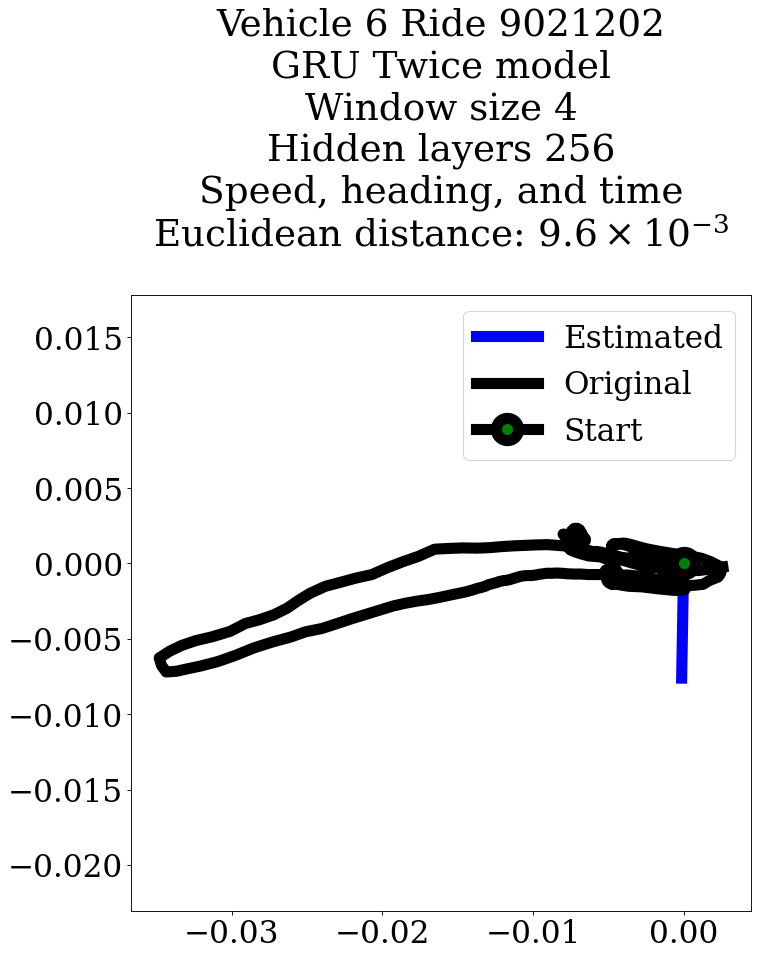 Vehicle 6 Ride 9021202
GRU Twice model
Window size 4
Hidden layers 256
Speed, heading, and time
Euclidean distance: 9.6 × 10⁻³
Estimated
Original
Start
0.015
0.010
0.005
0.000
−0.005
−0.010
−0.015
−0.020
−0.03 −0.02 −0.01 0.00